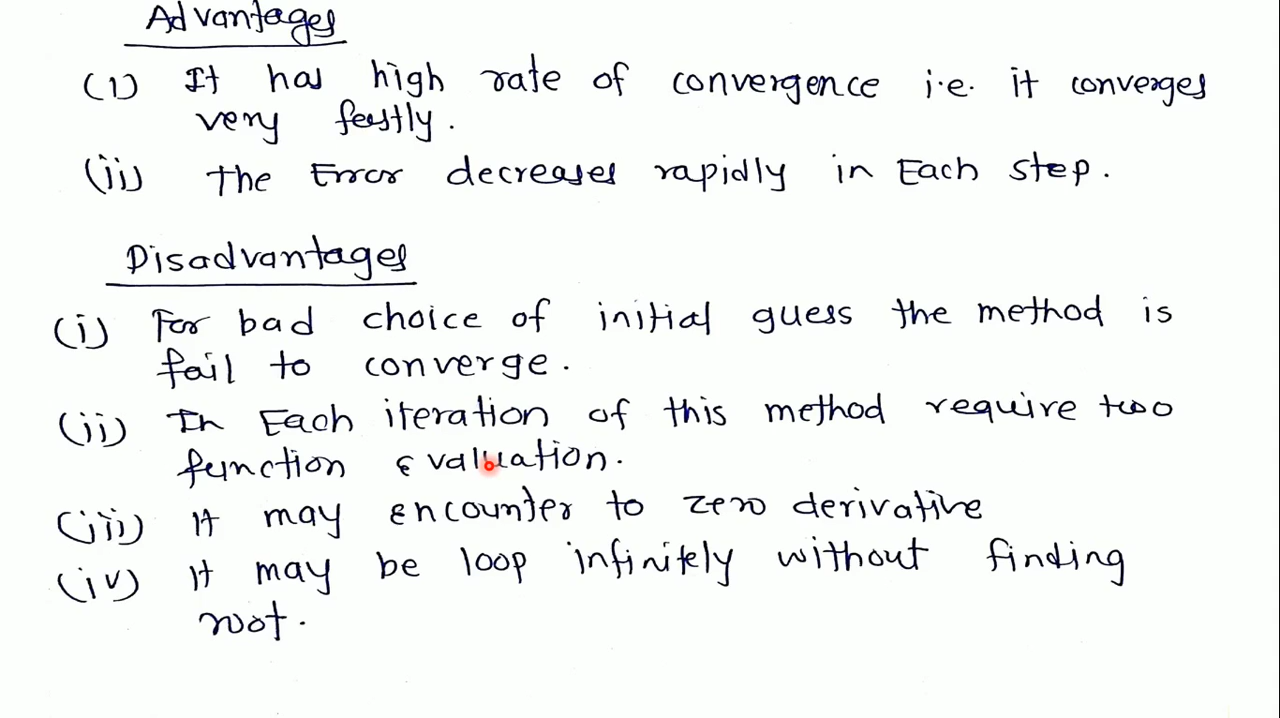 Advantages
(1) It has high rate of convergence i.e. it converges
very fastly.
(ii) The Error decreases rapidly in Each step.
Disadvantages
(i) For bad choice of initial guess the method is
fail to converge.
(ii) In Each iteration of this method require two
function evaluation.
(iii) It may encounter to zero derivative
(iv) It may be loop infinitely without finding
root.